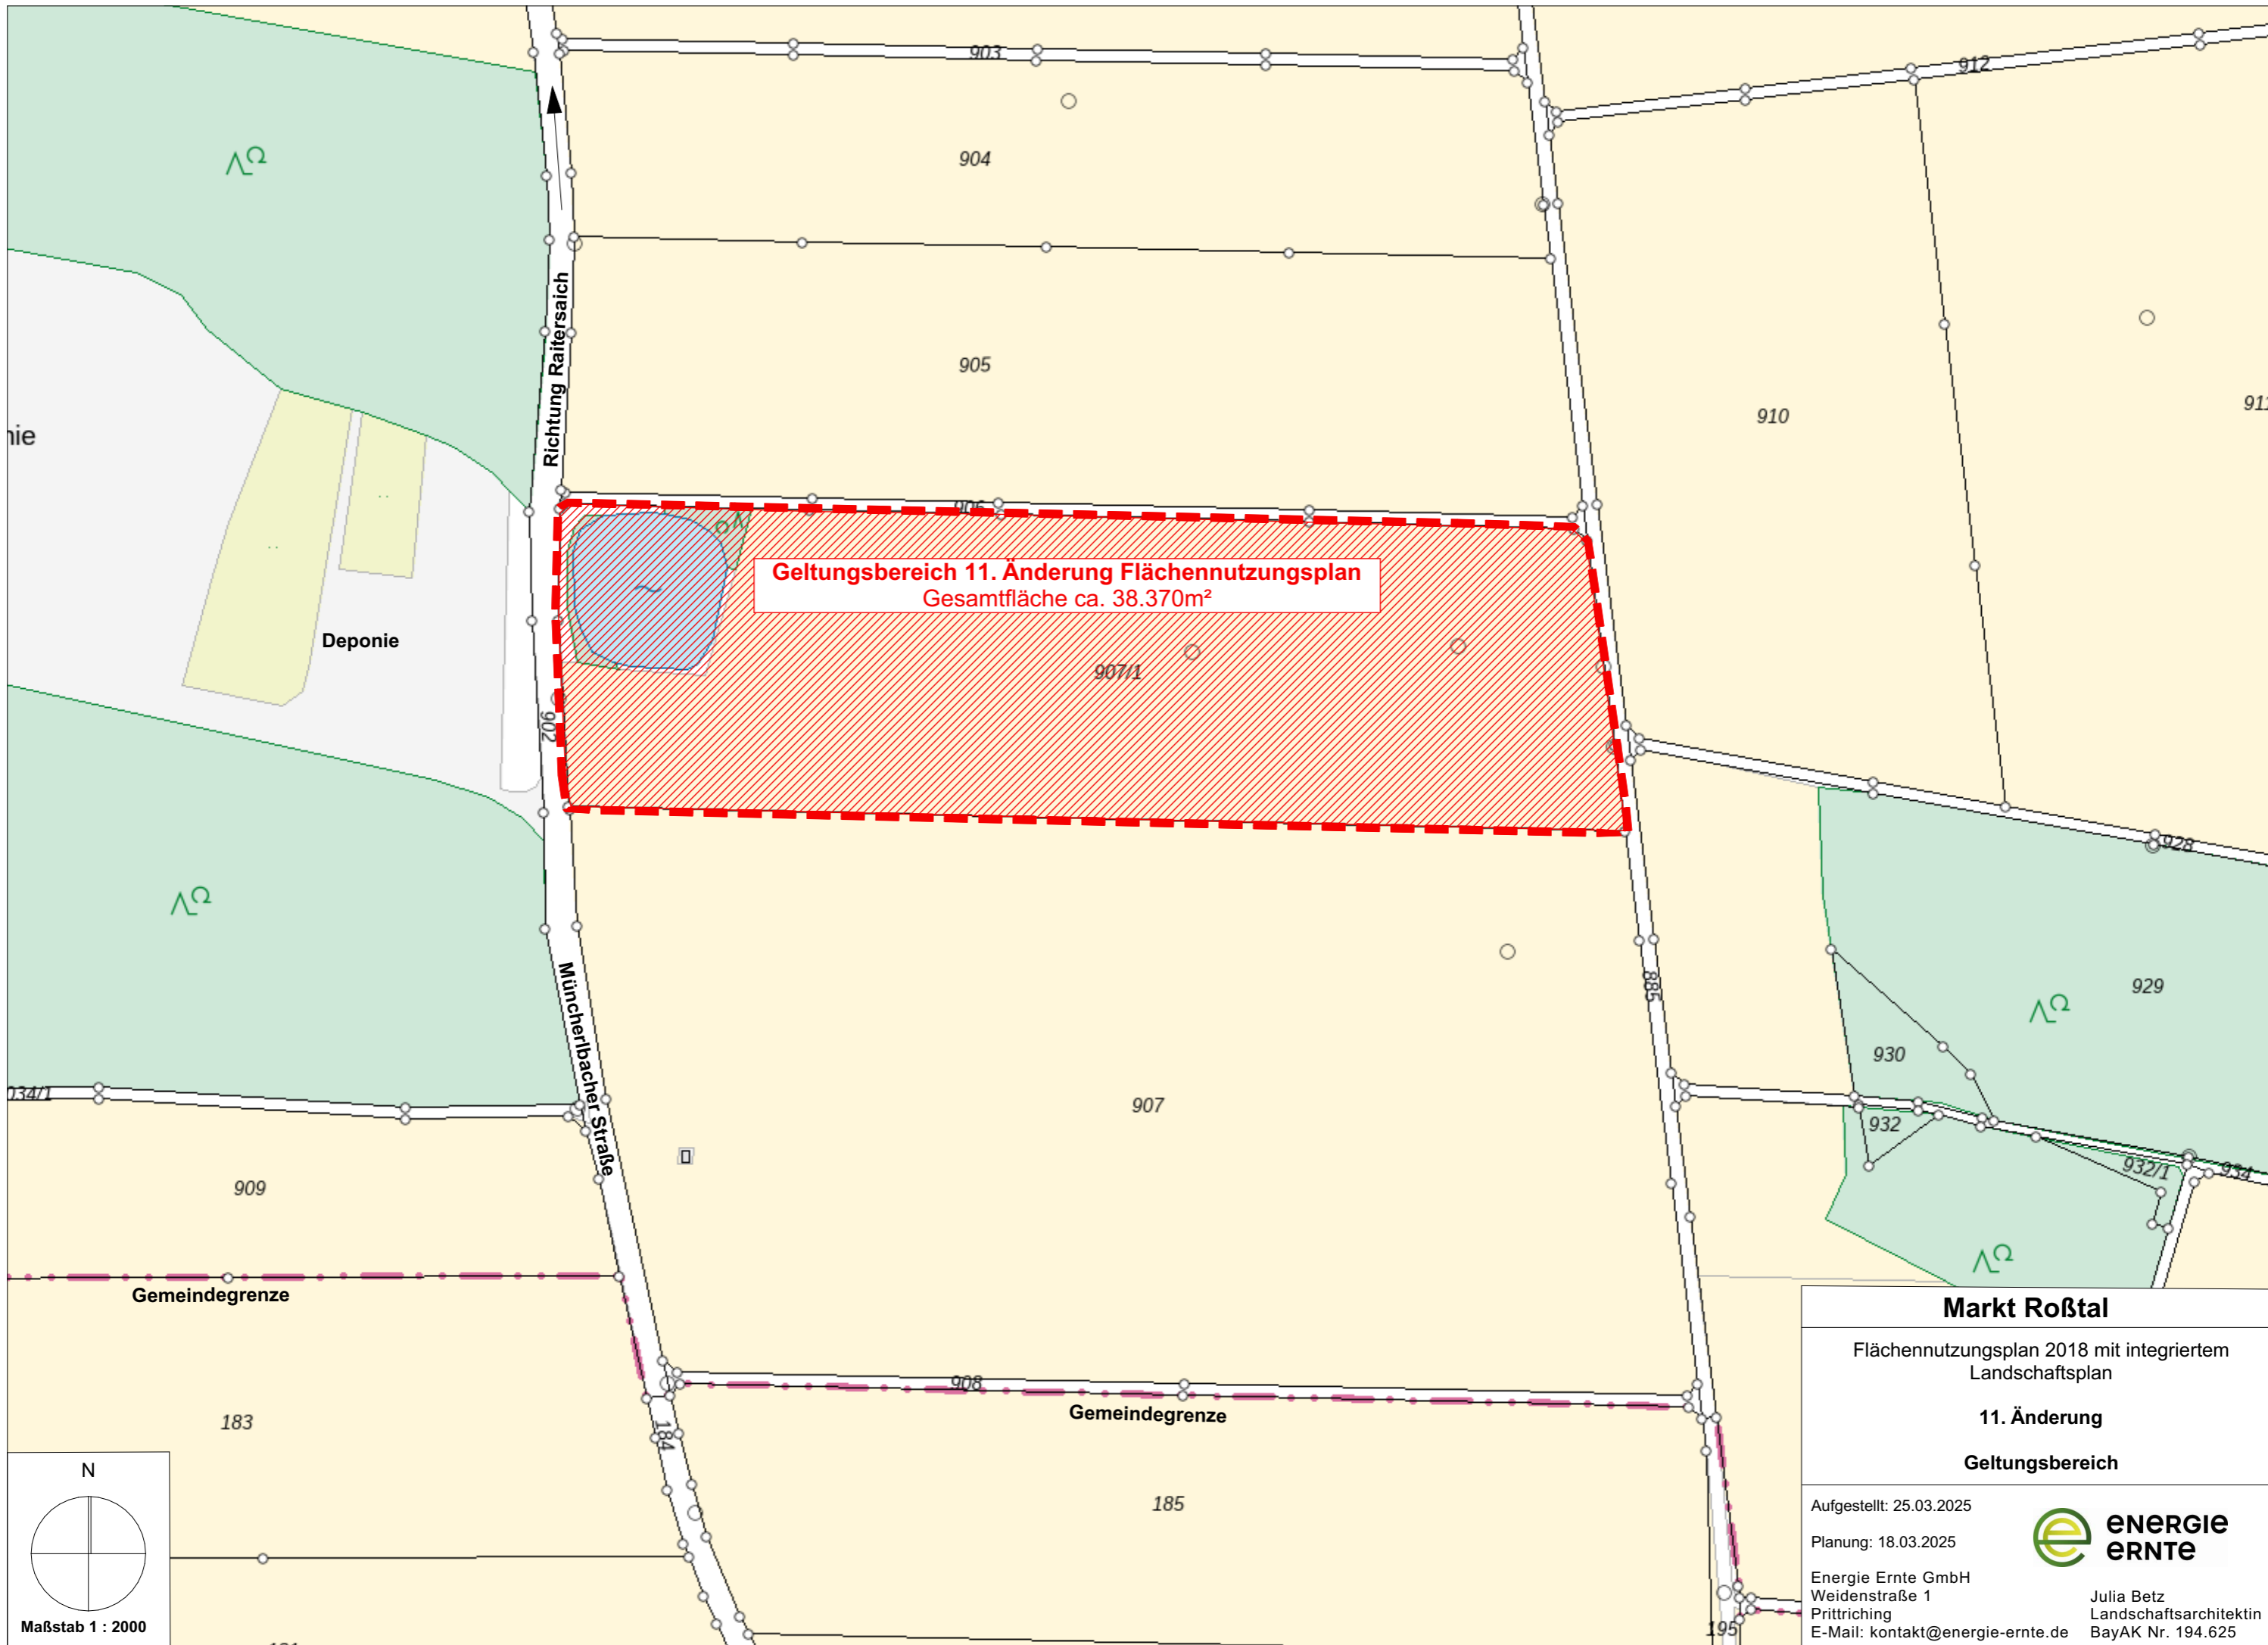 903
912
904
Richtung Raitersaich
905
910
nie
906
Geltungsbereich 11. Änderung Flächennutzungsplan
Gesamtfläche ca. 38.370m²
Deponie
907/1
902
928
885
929
Müncherlbacher Straße
930
034/1
907
932
932/1
934
909
Gemeindegrenze
908
Gemeindegrenze
183
184
185
195
N
Maßstab 1 : 2000
Markt Roßtal
Flächennutzungsplan 2018 mit integriertem
Landschaftsplan
11. Änderung
Geltungsbereich
Aufgestellt: 25.03.2025
Planung: 18.03.2025
ENERGIE
ERNTE
Energie Ernte GmbH
Weidenstraße 1
Prittriching
E-Mail: kontakt@energie-ernte.de
Julia Betz
Landschaftsarchitektin
BayAK Nr. 194.625